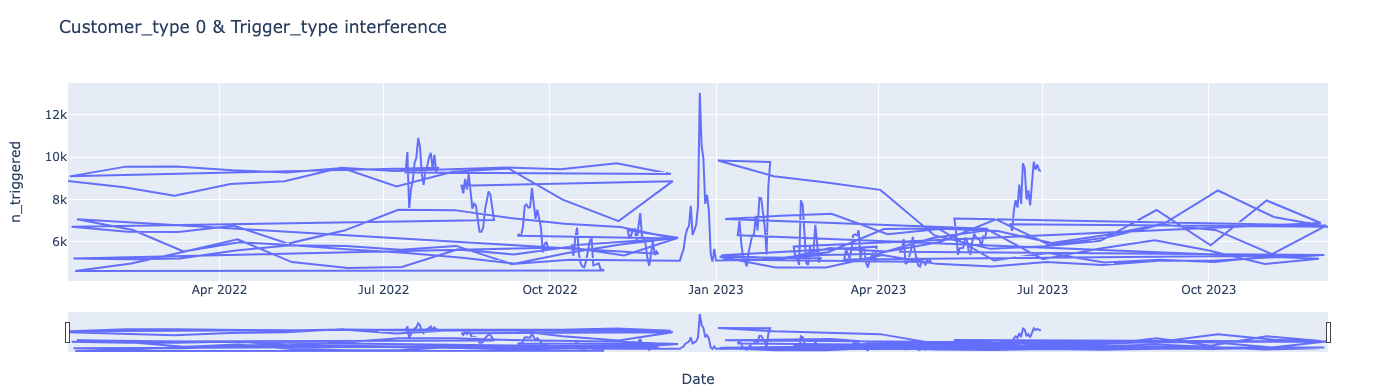 Customer_type 0 & Trigger_type interference
n_triggered
12k
10k
8k
6k
Apr 2022
Jul 2022
Oct 2022
Jan 2023
Apr 2023
Jul 2023
Oct 2023
Date